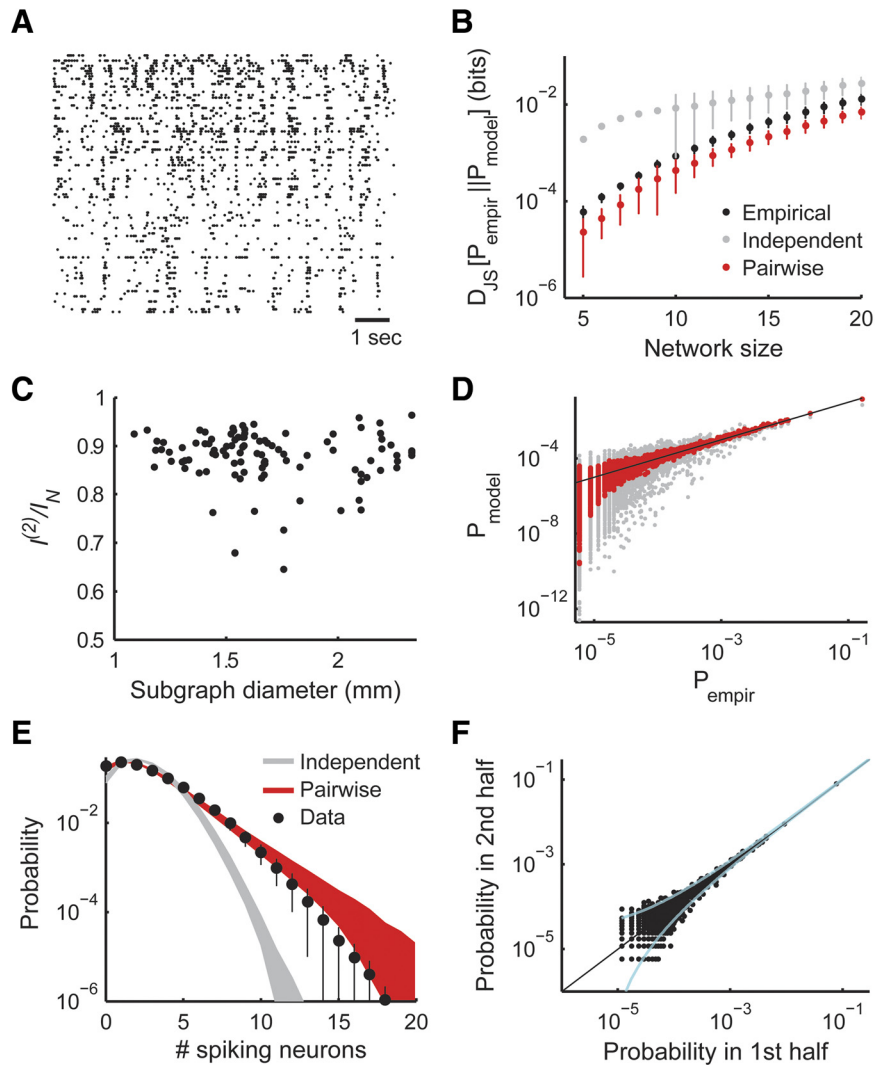 A
1 sec
B
D_JS [P_empir ||P_model] (bits)
10^−2
10^−4
10^−6
Empirical
Independent
Pairwise
5
10
15
20
Network size
C
I^(2)/I_N
1
0.9
0.8
0.7
0.6
0.5
1
1.5
2
Subgraph diameter (mm)
D
P_model
10^−4
10^−8
10^−12
10^−5
10^−3
10^−1
P_empir
E
Probability
10^−2
10^−4
10^−6
Independent
Pairwise
Data
0
5
10
15
20
# spiking neurons
F
Probability in 2nd half
10^−1
10^−3
10^−5
10^−5
10^−3
10^−1
Probability in 1st half